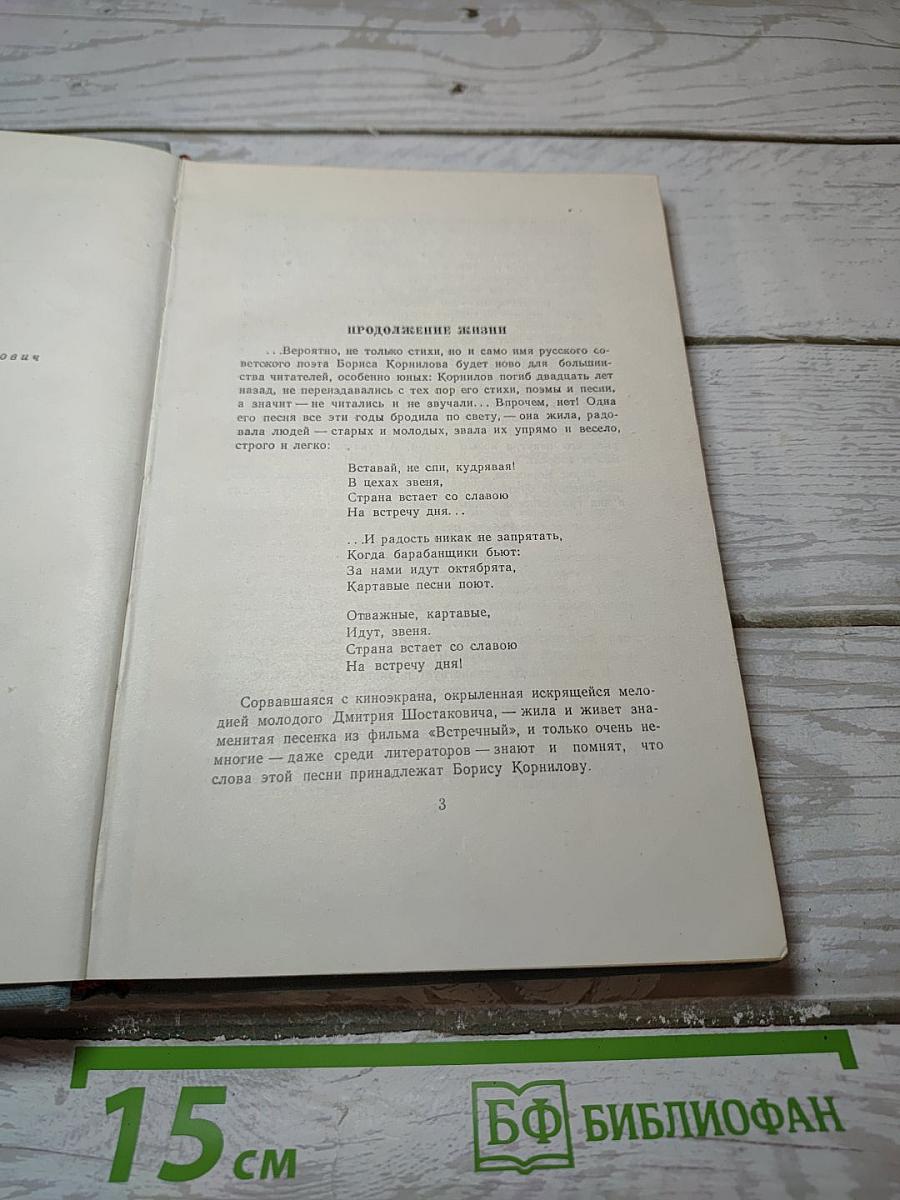 ович
ПРОДОЛЖЕНИЕ ЖИЗНИ
...Вероятно, не только стихи, но и само имя русского со-
ветского поэта Бориса Корнилова будет ново для большин-
ства читателей, особенно юных: Корнилов погиб двадцать лет
назад, не переиздавались с тех пор его стихи, поэмы и песни,
а значит — не читались и не звучали... Впрочем, нет! Одна
его песня все эти годы бродила по свету, — она жила, радо-
вала людей — старых и молодых, звала их упрямо и весело,
строго и легко:
Вставай, не спи, кудрявая!
В цехах звеня,
Страна встает со славою
На встречу дня...
...И радость никак не запрятать,
Когда барабанщики бьют:
За нами идут октябрята,
Картавые песни поют.
Отважные, картавые,
Идут, звеня.
Страна встает со славою
На встречу дня!
Сорвавшаяся с киноэкрана, окрыленная искрящейся мело-
дией молодого Дмитрия Шостаковича, — жила и живет зна-
менитая песенка из фильма «Встречный», и только очень не-
многие — даже среди литераторов — знают и помнят, что
слова этой песни принадлежат Борису Корнилову.
3
15 см
БФ БИБЛИОФАН